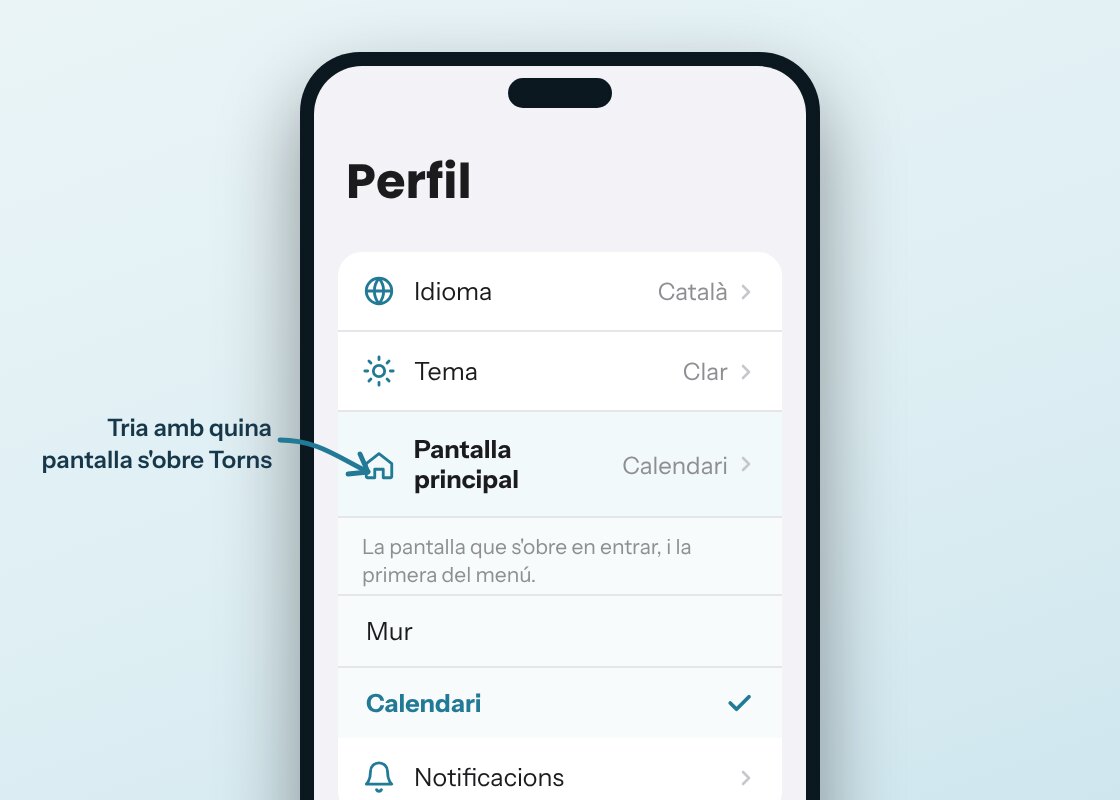 Perfil
Idioma Català
Tema Clar
Tria amb quina
pantalla s'obre Torns
Pantalla
principal
Calendari
La pantalla que s'obre en entrar, i la
primera del menú.
Mur
Calendari
Notificacions